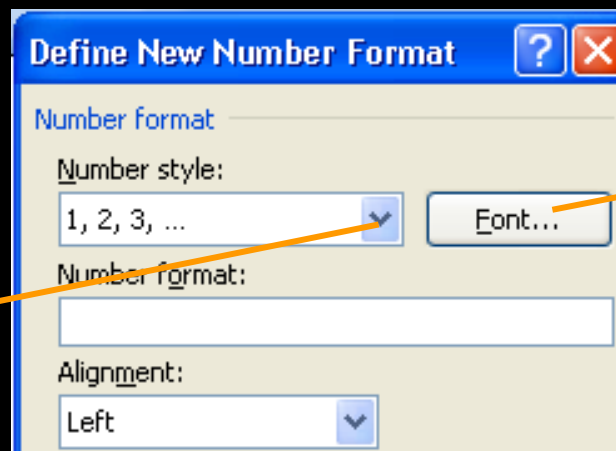 Define New Number Format
Number format
Number style:
1, 2, 3, ...
Font...
Number format:
Alignment:
Left